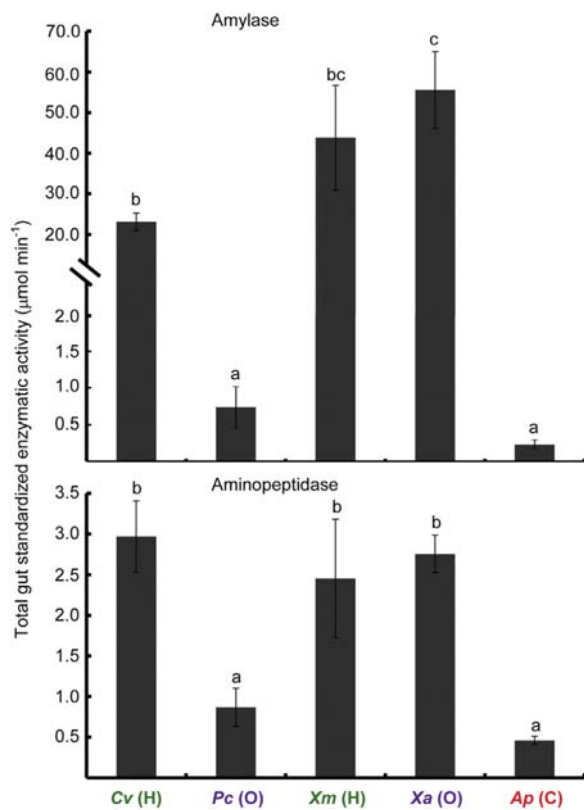 Amylase
Total gut standardized enzymatic activity (μmol min⁻¹)
70.0
60.0
50.0
40.0
30.0
20.0
2.0
1.5
1.0
0.5
b
a
bc
c
a
Aminopeptidase
3.5
3.0
2.5
2.0
1.5
1.0
0.5
b
a
b
b
a
Cv (H) Pc (O) Xm (H) Xa (O) Ap (C)